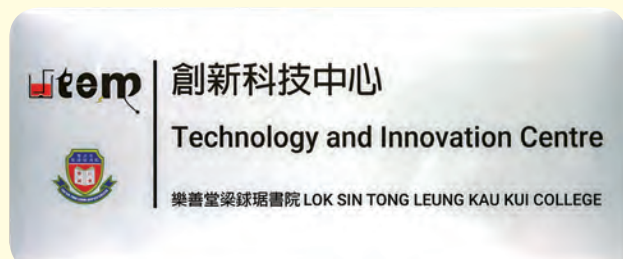 stem
創新科技中心
Technology and Innovation Centre
樂善堂梁銶琚書院 LOK SIN TONG LEUNG KAU KUI COLLEGE